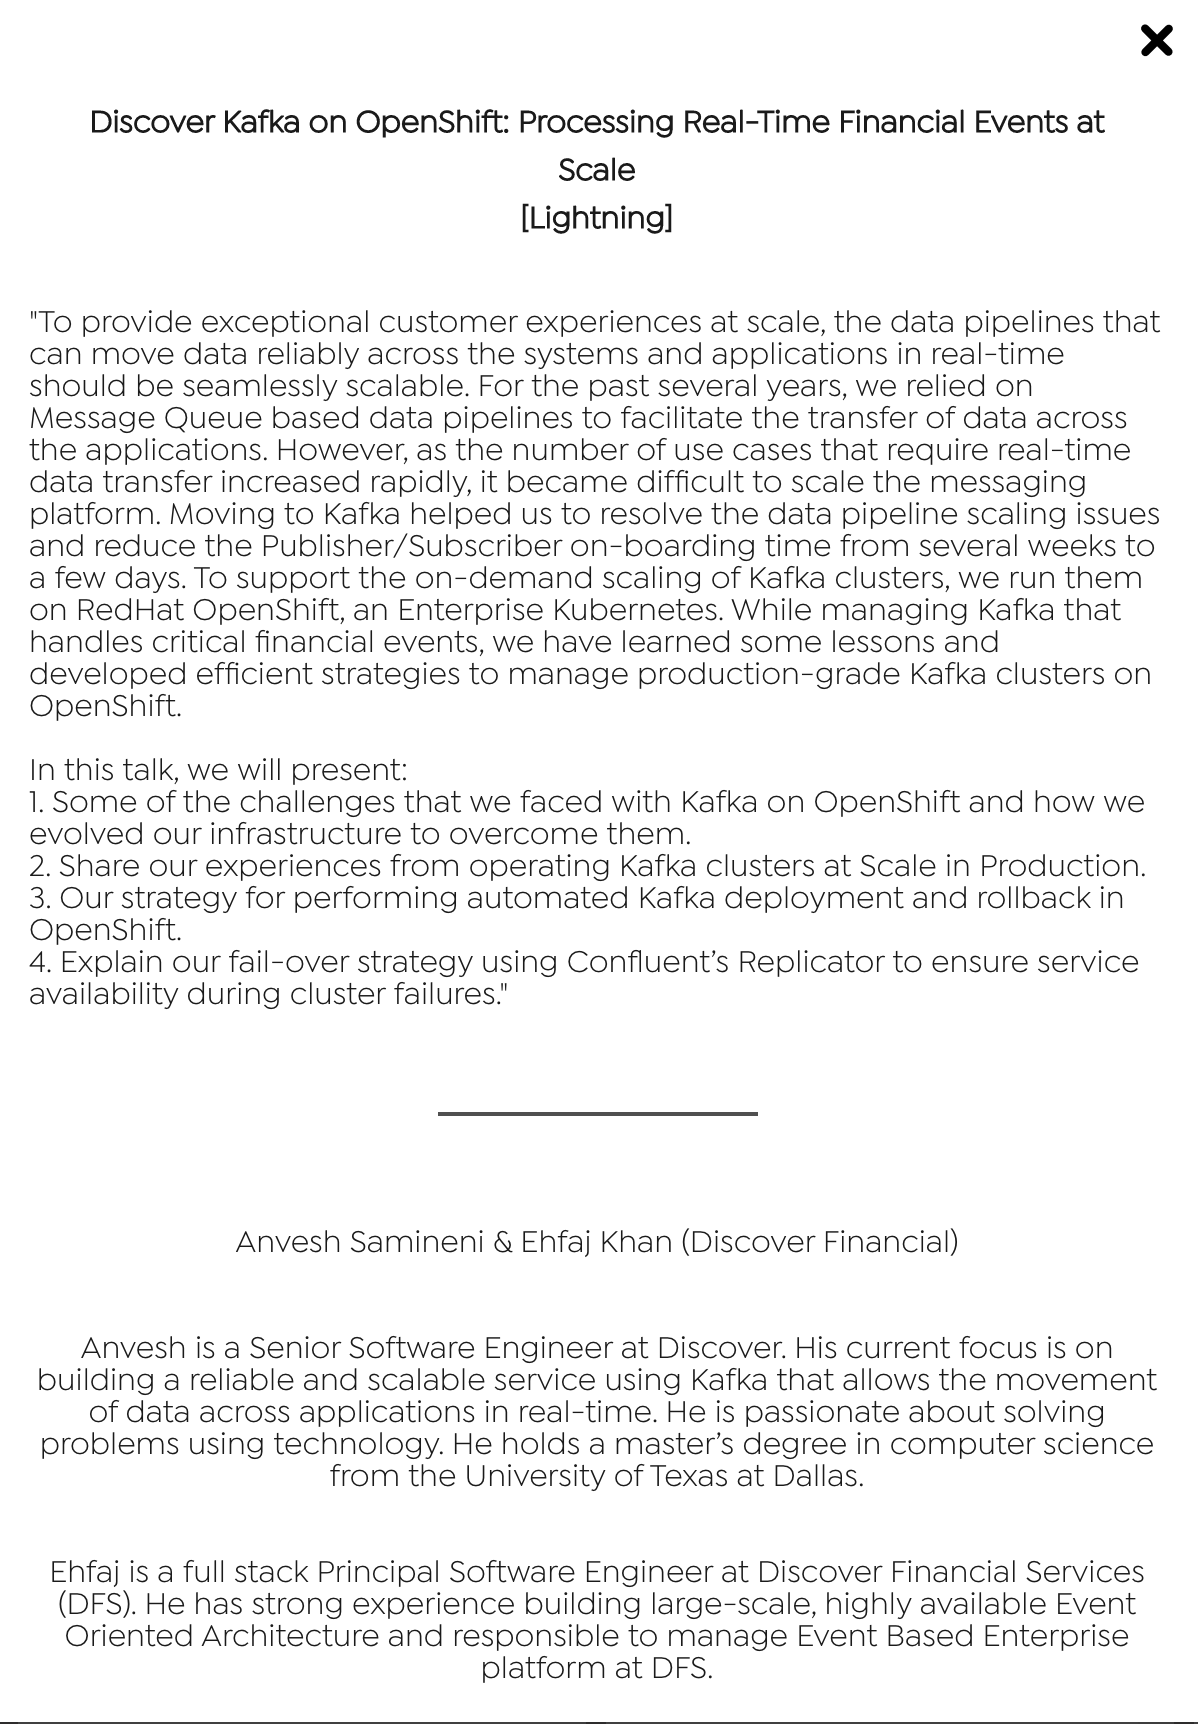 Discover Kafka on OpenShift: Processing Real-Time Financial Events at
Scale
[Lightning]
"To provide exceptional customer experiences at scale, the data pipelines that
can move data reliably across the systems and applications in real-time
should be seamlessly scalable. For the past several years, we relied on
Message Queue based data pipelines to facilitate the transfer of data across
the applications. However, as the number of use cases that require real-time
data transfer increased rapidly, it became difficult to scale the messaging
platform. Moving to Kafka helped us to resolve the data pipeline scaling issues
and reduce the Publisher/Subscriber on-boarding time from several weeks to
a few days. To support the on-demand scaling of Kafka clusters, we run them
on RedHat OpenShift, an Enterprise Kubernetes. While managing Kafka that
handles critical financial events, we have learned some lessons and
developed efficient strategies to manage production-grade Kafka clusters on
OpenShift.
In this talk, we will present:
1. Some of the challenges that we faced with Kafka on OpenShift and how we
evolved our infrastructure to overcome them.
2. Share our experiences from operating Kafka clusters at Scale in Production.
3. Our strategy for performing automated Kafka deployment and rollback in
OpenShift.
4. Explain our fail-over strategy using Confluent’s Replicator to ensure service
availability during cluster failures."
Anvesh Samineni & Ehfaj Khan (Discover Financial)
Anvesh is a Senior Software Engineer at Discover. His current focus is on
building a reliable and scalable service using Kafka that allows the movement
of data across applications in real-time. He is passionate about solving
problems using technology. He holds a master’s degree in computer science
from the University of Texas at Dallas.
Ehfaj is a full stack Principal Software Engineer at Discover Financial Services
(DFS). He has strong experience building large-scale, highly available Event
Oriented Architecture and responsible to manage Event Based Enterprise
platform at DFS.